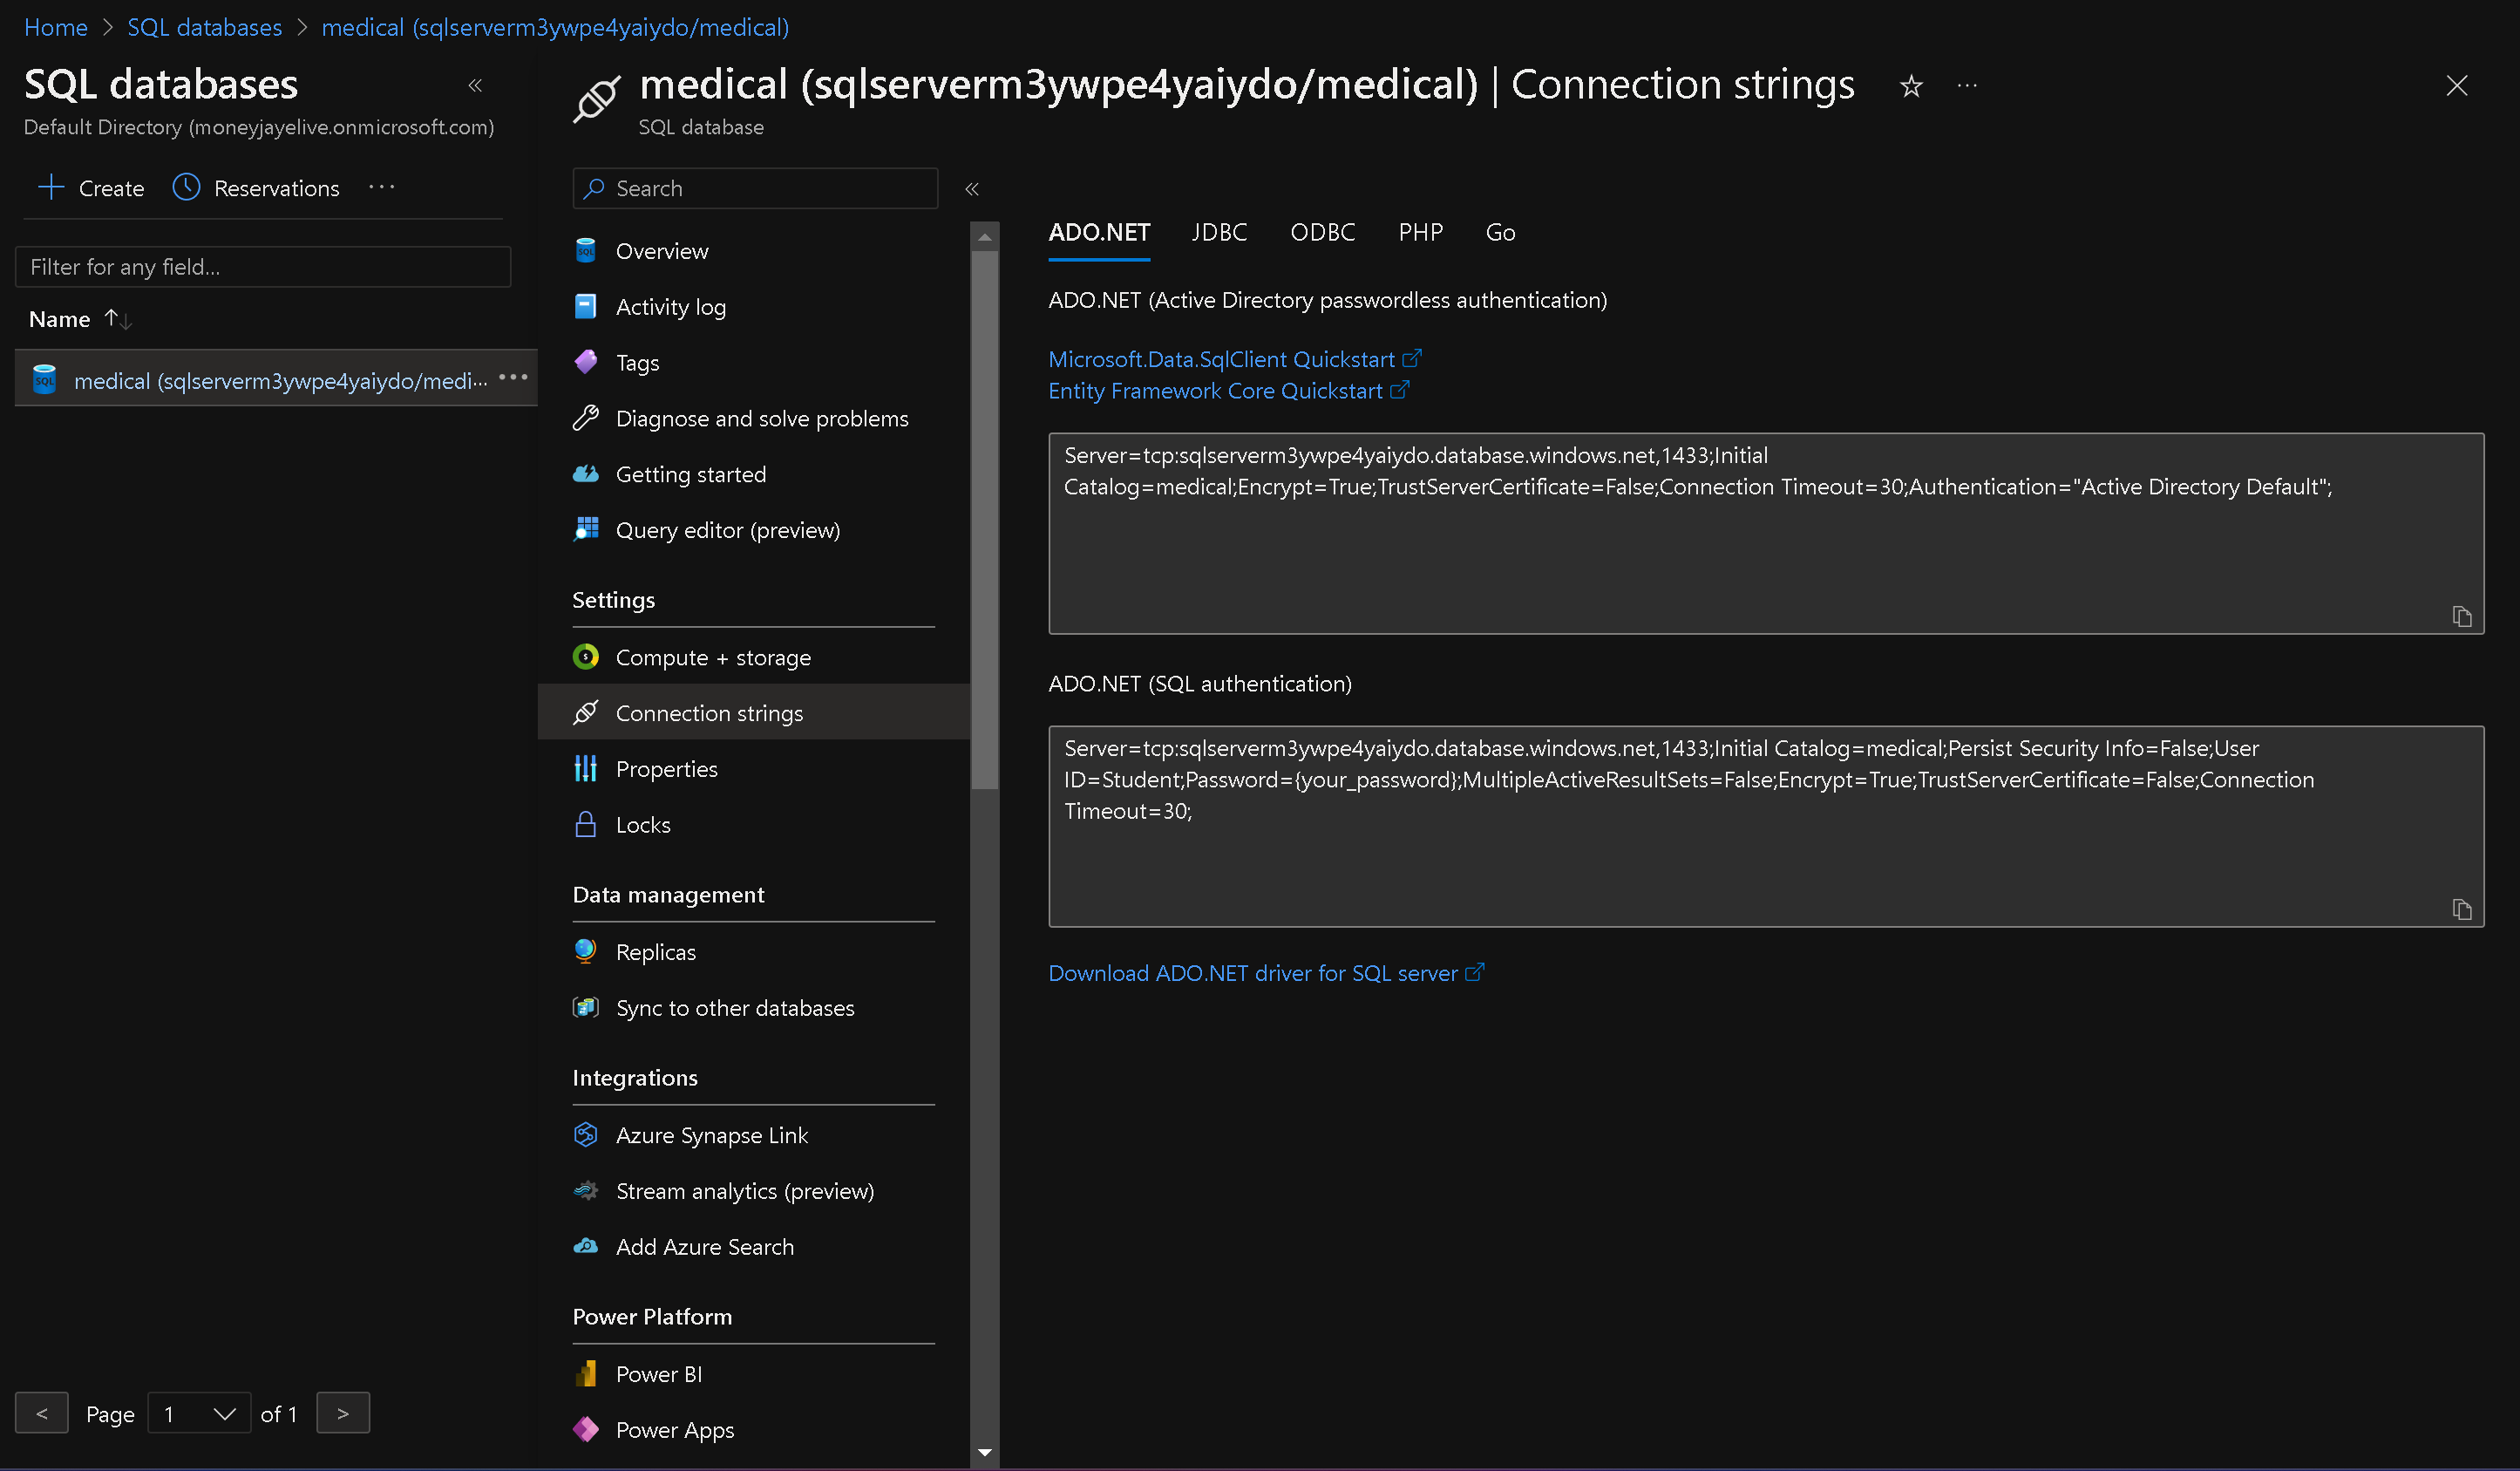 Home > SQL databases > medical (sqlserverm3ywpe4yaiydo/medical)
SQL databases
Default Directory (moneyjayelive.onmicrosoft.com)
Create
Reservations
Filter for any field...
Name
medical (sqlserverm3ywpe4yaiydo/medi...
< Page 1 of 1 >
medical (sqlserverm3ywpe4yaiydo/medical) | Connection strings
SQL database
Search
Overview
Activity log
Tags
Diagnose and solve problems
Getting started
Query editor (preview)
Settings
Compute + storage
Connection strings
Properties
Locks
Data management
Replicas
Sync to other databases
Integrations
Azure Synapse Link
Stream analytics (preview)
Add Azure Search
Power Platform
Power BI
Power Apps
ADO.NET JDBC ODBC PHP Go
ADO.NET (Active Directory passwordless authentication)
Microsoft.Data.SqlClient Quickstart
Entity Framework Core Quickstart
Server=tcp:sqlserverm3ywpe4yaiydo.database.windows.net,1433;Initial
Catalog=medical;Encrypt=True;TrustServerCertificate=False;Connection Timeout=30;Authentication="Active Directory Default";
ADO.NET (SQL authentication)
Server=tcp:sqlserverm3ywpe4yaiydo.database.windows.net,1433;Initial Catalog=medical;Persist Security Info=False;User
ID=Student;Password={your_password};MultipleActiveResultSets=False;Encrypt=True;TrustServerCertificate=False;Connection
Timeout=30;
Download ADO.NET driver for SQL server